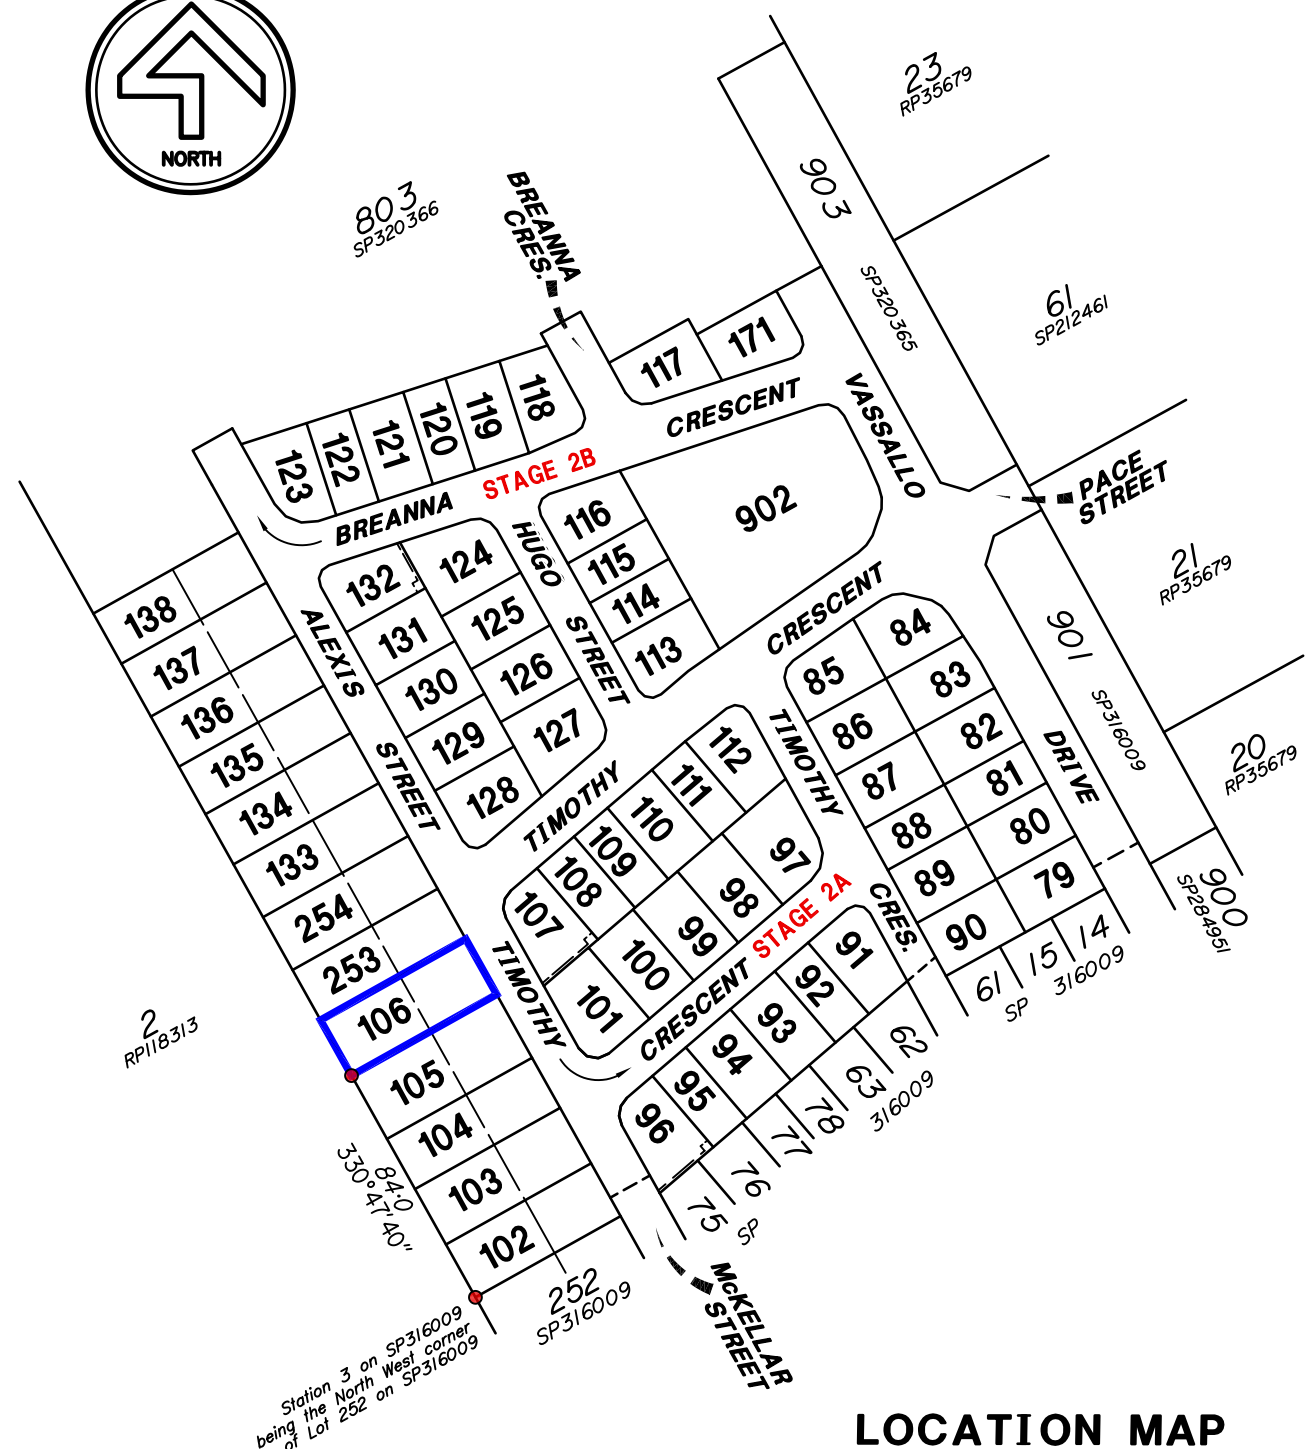 NORTH
23
RP35679
903
803
SP320366
BREANNA
CRES.
61
SP212461
SP320365
171
117
118
119
120
121
122
123
CRESCENT
VASSALLO
STAGE 2B
BREANNA
PACE
STREET
902
116
115
114
113
HUGO
STREET
124
132
125
131
126
130
127
129
128
21
RP35679
138
137
136
135
134
133
254
253
106
105
104
103
102
ALEXIS
STREET
CRESCENT
84
85
83
86
82
87
81
88
80
89
79
90
901
SP316009
DRIVE
20
RP35679
TIMOTHY
TIMOTHY
CRES.
112
111
110
109
108
107
97
98
99
100
101
STAGE 2A
CRESCENT
TIMOTHY
91
92
93
94
95
96
900
SP284951
14
15
61
SP 316009
2
RP118313
62
63
78
77
76
75
SP 316009
84·0
330°47'40"
252
SP316009
McKELLAR
STREET
Station 3 on SP316009
being the North West corner
of Lot 252 on SP316009
LOCATION MAP